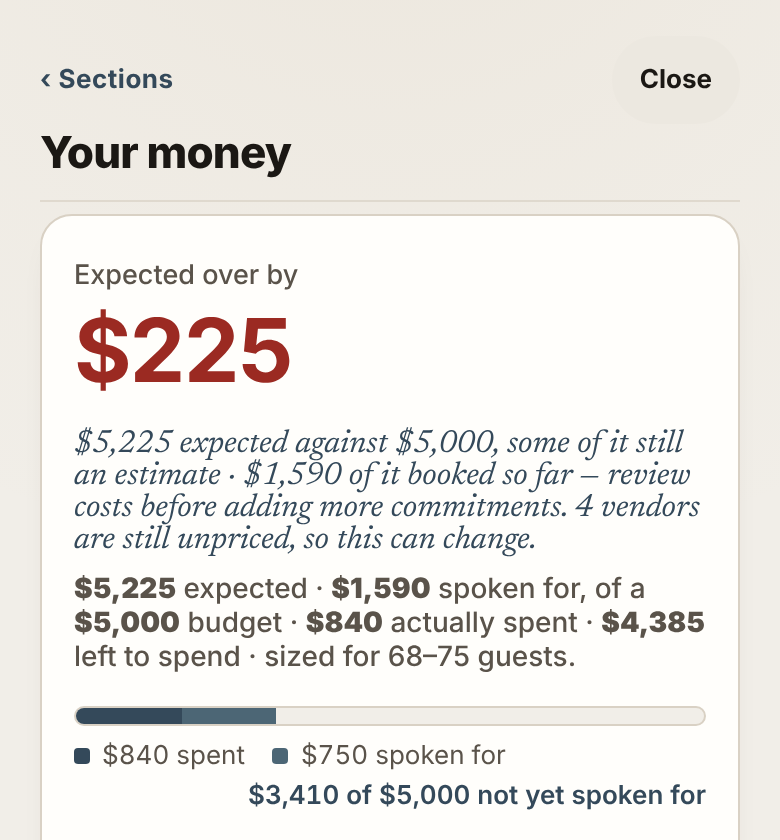 ‹ Sections
Close
Your money
Expected over by
$225
$5,225 expected against $5,000, some of it still
an estimate · $1,590 of it booked so far — review
costs before adding more commitments. 4 vendors
are still unpriced, so this can change.
$5,225 expected · $1,590 spoken for, of a
$5,000 budget · $840 actually spent · $4,385
left to spend · sized for 68–75 guests.
$840 spent
$750 spoken for
$3,410 of $5,000 not yet spoken for